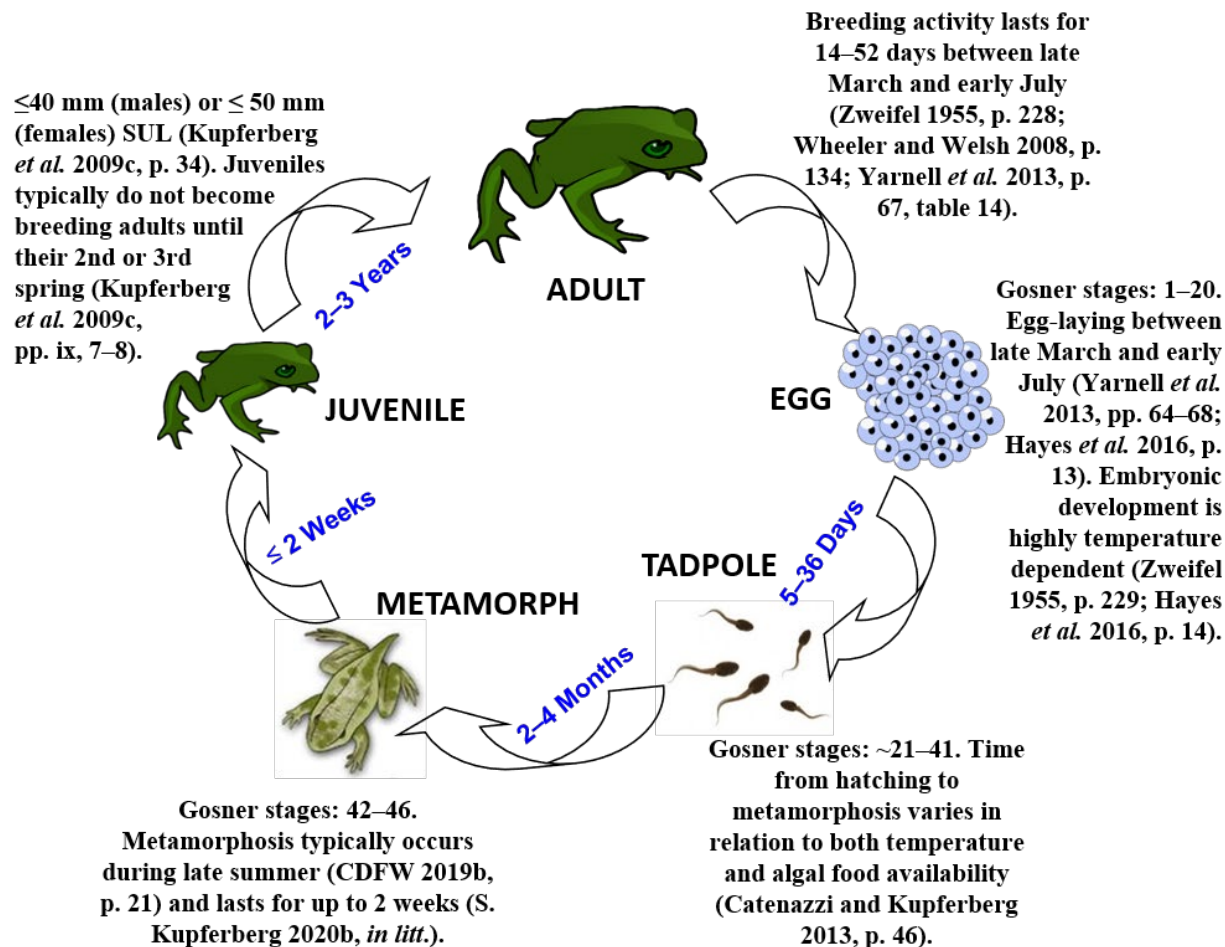 Breeding activity lasts for
14–52 days between late
March and early July
(Zweifel 1955, p. 228;
Wheeler and Welsh 2008, p.
134; Yarnell et al. 2013, p.
67, table 14).
ADULT
Gosner stages: 1–20.
Egg-laying between
late March and early
July (Yarnell et al.
2013, pp. 64–68;
Hayes et al. 2016, p.
13). Embryonic
development is
highly temperature
dependent (Zweifel
1955, p. 229; Hayes
et al. 2016, p. 14).
EGG
5–36 Days
TADPOLE
Gosner stages: ~21–41. Time
from hatching to
metamorphosis varies in
relation to both temperature
and algal food availability
(Catenazzi and Kupferberg
2013, p. 46).
2–4 Months
METAMORPH
Gosner stages: 42–46.
Metamorphosis typically occurs
during late summer (CDFW 2019b,
p. 21) and lasts for up to 2 weeks (S.
Kupferberg 2020b, in litt.).
≤ 2 Weeks
JUVENILE
≤40 mm (males) or ≤ 50 mm
(females) SUL (Kupferberg
et al. 2009c, p. 34). Juveniles
typically do not become
breeding adults until
their 2nd or 3rd
spring (Kupferberg
et al. 2009c,
pp. ix, 7–8).
2–3 Years